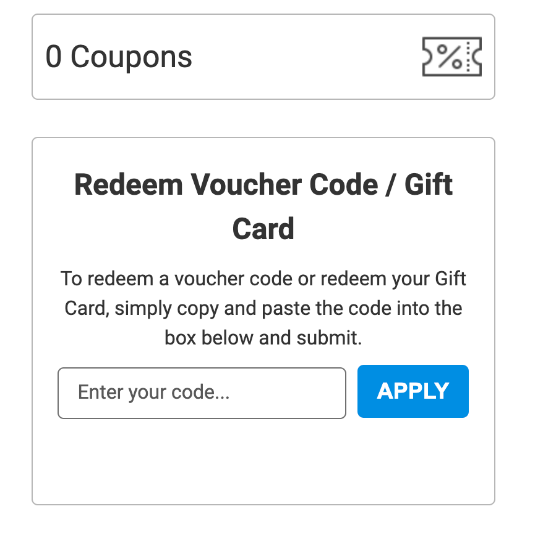 0 Coupons
Redeem Voucher Code / Gift
Card
To redeem a voucher code or redeem your Gift
Card, simply copy and paste the code into the
box below and submit.
Enter your code...
APPLY